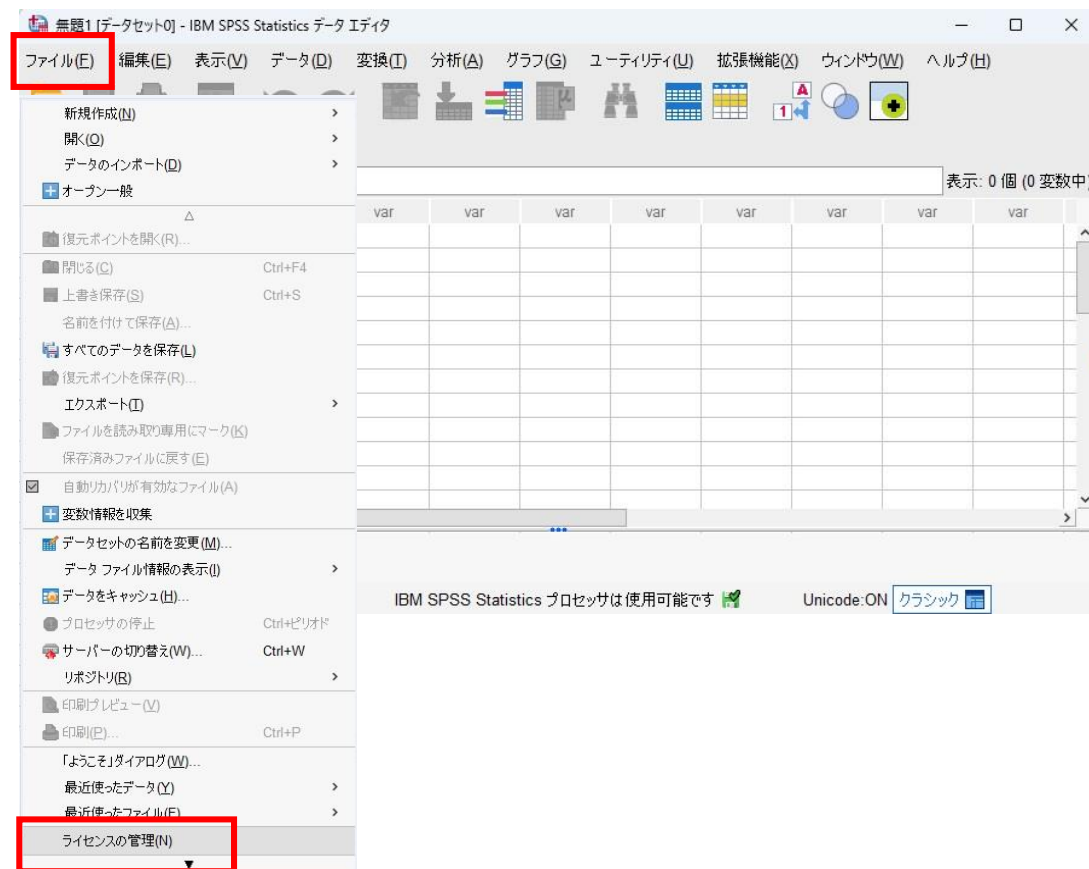 無題1 [データセット0] - IBM SPSS Statistics データ エディタ
ファイル(F) 編集(E) 表示(V) データ(D) 変換(T) 分析(A) グラフ(G) ユーティリティ(U) 拡張機能(X) ウィンドウ(W) ヘルプ(H)
新規作成(N)
開く(O)
データのインポート(D)
オープン一般
表示: 0 個 (0 変数中)
var var var var var var var var
復元ポイントを開く(R)...
閉じる(C) Ctrl+F4
上書き保存(S) Ctrl+S
名前を付けて保存(A)...
すべてのデータを保存(L)
復元ポイントを保存(R)...
エクスポート(T)
ファイルを読み取り専用にマーク(K)
保存済みファイルに戻す(E)
自動リカバリが有効なファイル(A)
変数情報を収集
データセットの名前を変更(M)...
データ ファイル情報の表示(I)
データをキャッシュ(H)...
IBM SPSS Statistics プロセッサは使用可能です Unicode:ON クラシック
プロセッサの停止 Ctrl+ピリオド
サーバーの切り替え(W)... Ctrl+W
リポジトリ(R)
印刷プレビュー(V)
印刷(P)... Ctrl+P
「ようこそ」ダイアログ(W)...
最近使ったデータ(Y)
最近使ったファイル(F)
ライセンスの管理(N)